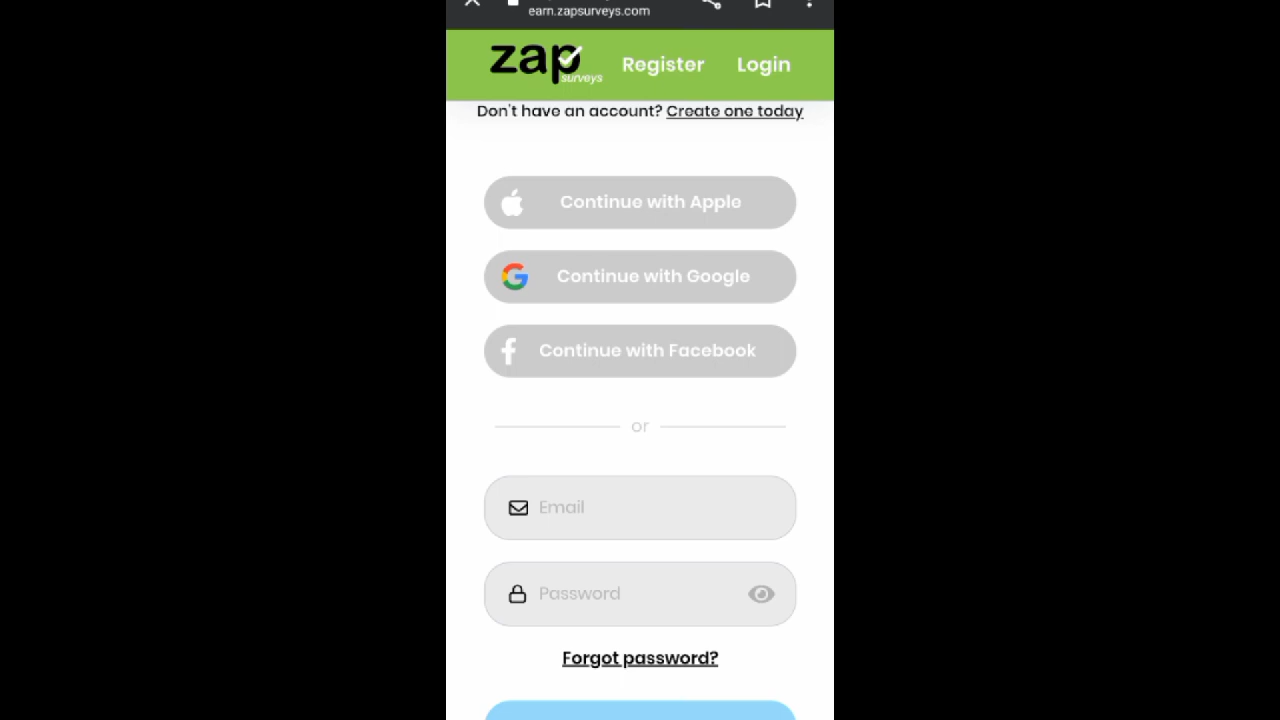 earn.zapsurveys.com
zap surveys Register Login
Don't have an account? Create one today
Continue with Apple
Continue with Google
Continue with Facebook
or
Email
Password
Forgot password?